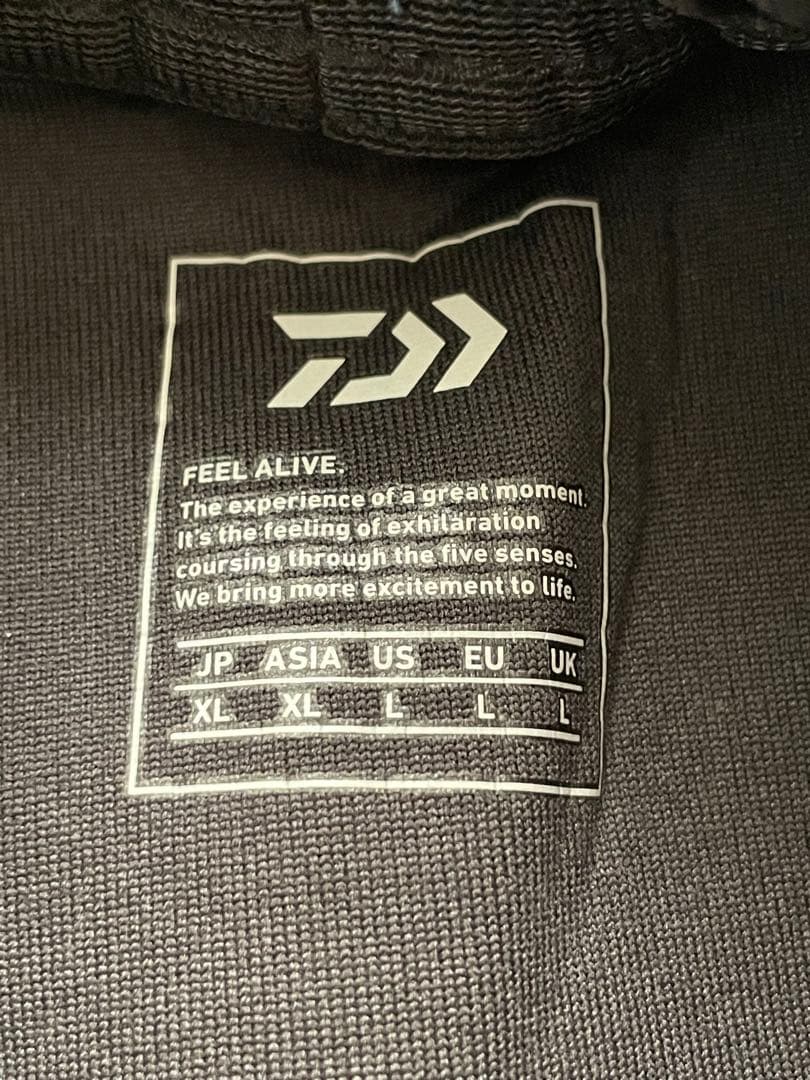 FEEL ALIVE.
The experience of a great moment.
It's the feeling of exhilaration
coursing through the five senses.
We bring more excitement to life.
JP ASIA US EU UK
XL XL L L L